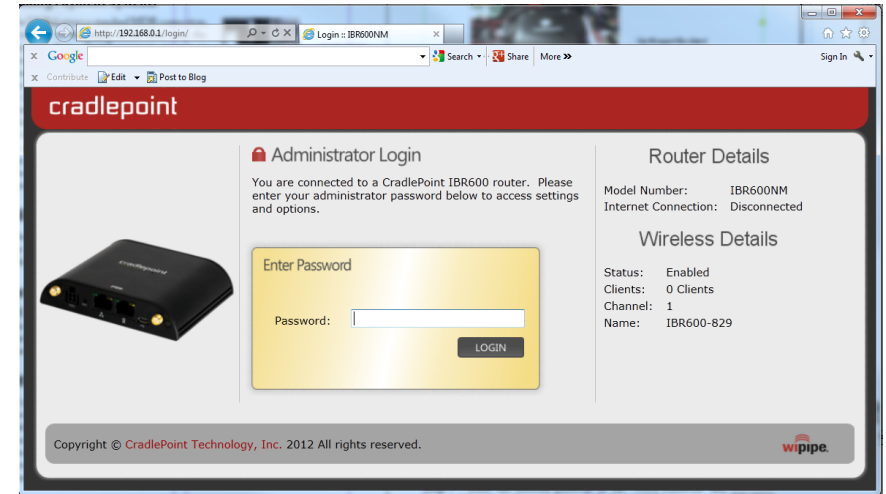 http://192.168.0.1/login/
Login :: IBR600NM
x Google
Search
Share
More »
Sign In
x Contribute
Edit
Post to Blog
cradlepoint
Administrator Login
You are connected to a CradlePoint IBR600 router. Please
enter your administrator password below to access settings
and options.
cradlepoint
Enter Password
Password:
LOGIN
Router Details
Model Number: IBR600NM
Internet Connection: Disconnected
Wireless Details
Status: Enabled
Clients: 0 Clients
Channel: 1
Name: IBR600-829
Copyright © CradlePoint Technology, Inc. 2012 All rights reserved.
wipipe.